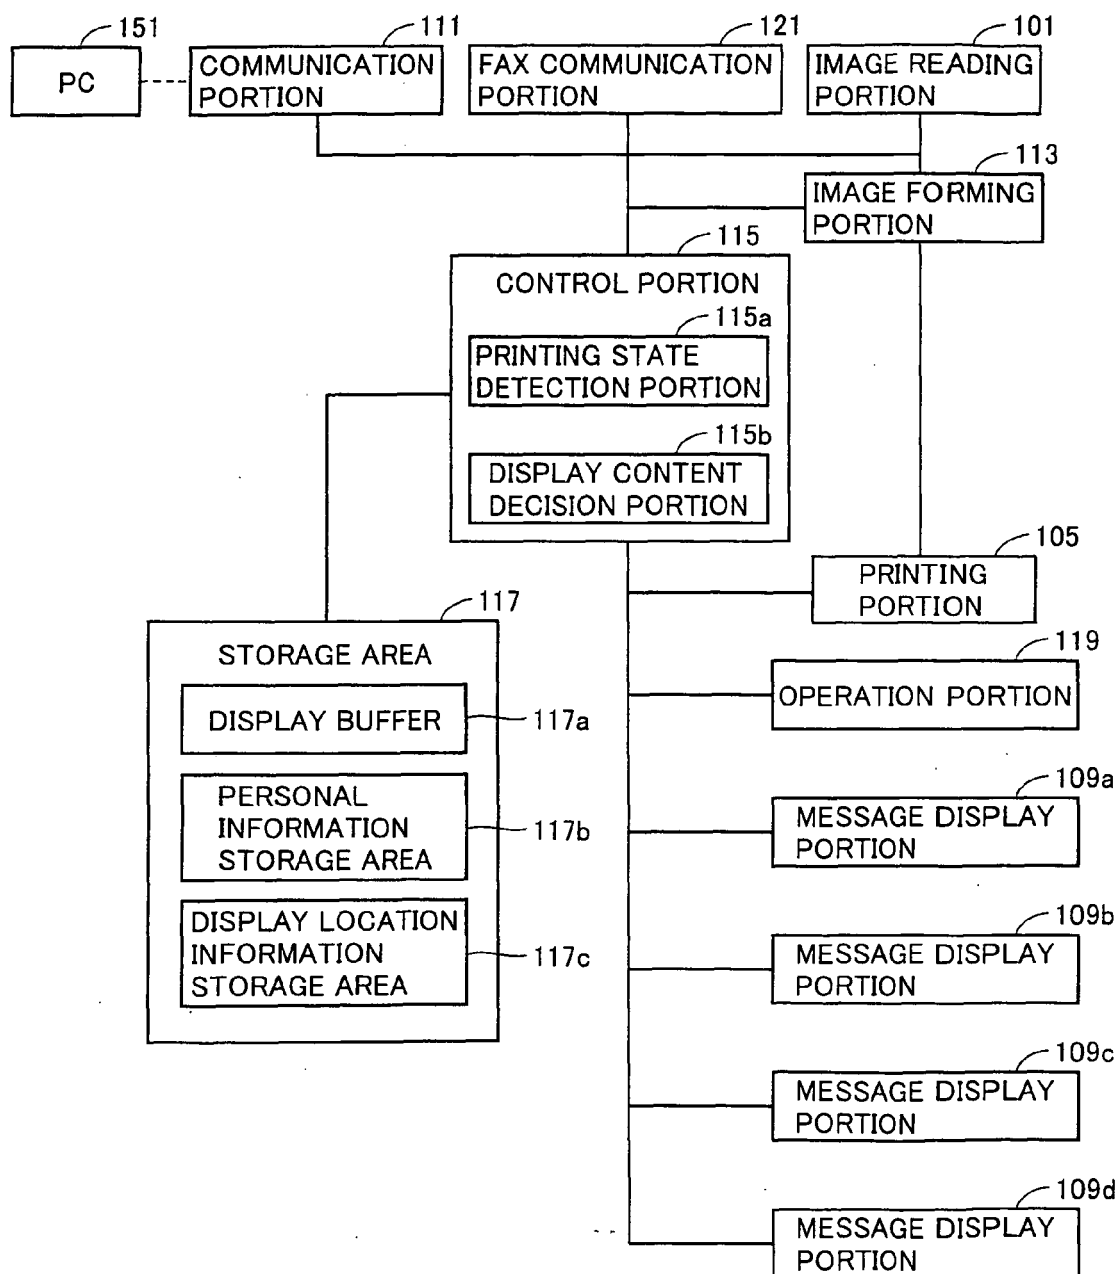 151
PC
111
COMMUNICATION
PORTION
121
FAX COMMUNICATION
PORTION
101
IMAGE READING
PORTION
113
IMAGE FORMING
PORTION
115
CONTROL PORTION
115a
PRINTING STATE
DETECTION PORTION
115b
DISPLAY CONTENT
DECISION PORTION
105
PRINTING
PORTION
117
STORAGE AREA
DISPLAY BUFFER
117a
PERSONAL
INFORMATION
STORAGE AREA
117b
DISPLAY LOCATION
INFORMATION
STORAGE AREA
117c
119
OPERATION PORTION
109a
MESSAGE DISPLAY
PORTION
109b
MESSAGE DISPLAY
PORTION
109c
MESSAGE DISPLAY
PORTION
109d
MESSAGE DISPLAY
PORTION